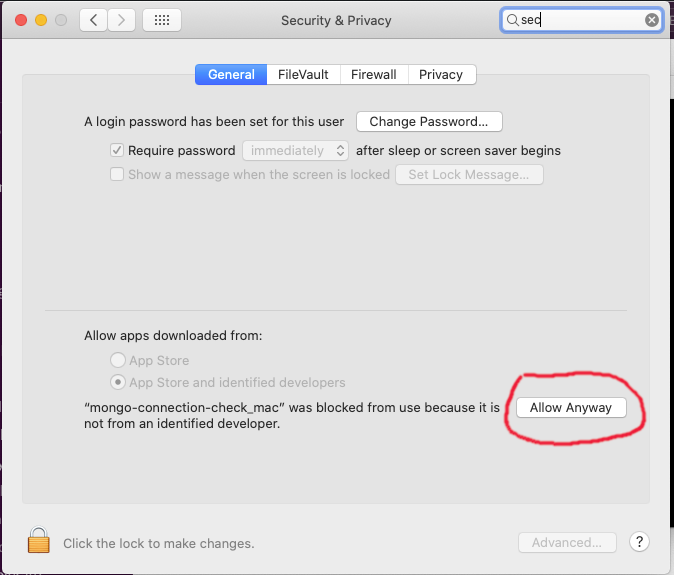 Security & Privacy
sec
General FileVault Firewall Privacy
A login password has been set for this user Change Password...
Require password immediately after sleep or screen saver begins
Show a message when the screen is locked Set Lock Message...
Allow apps downloaded from:
App Store
App Store and identified developers
“mongo-connection-check_mac” was blocked from use because it is
not from an identified developer.
Allow Anyway
Click the lock to make changes.
Advanced...
?